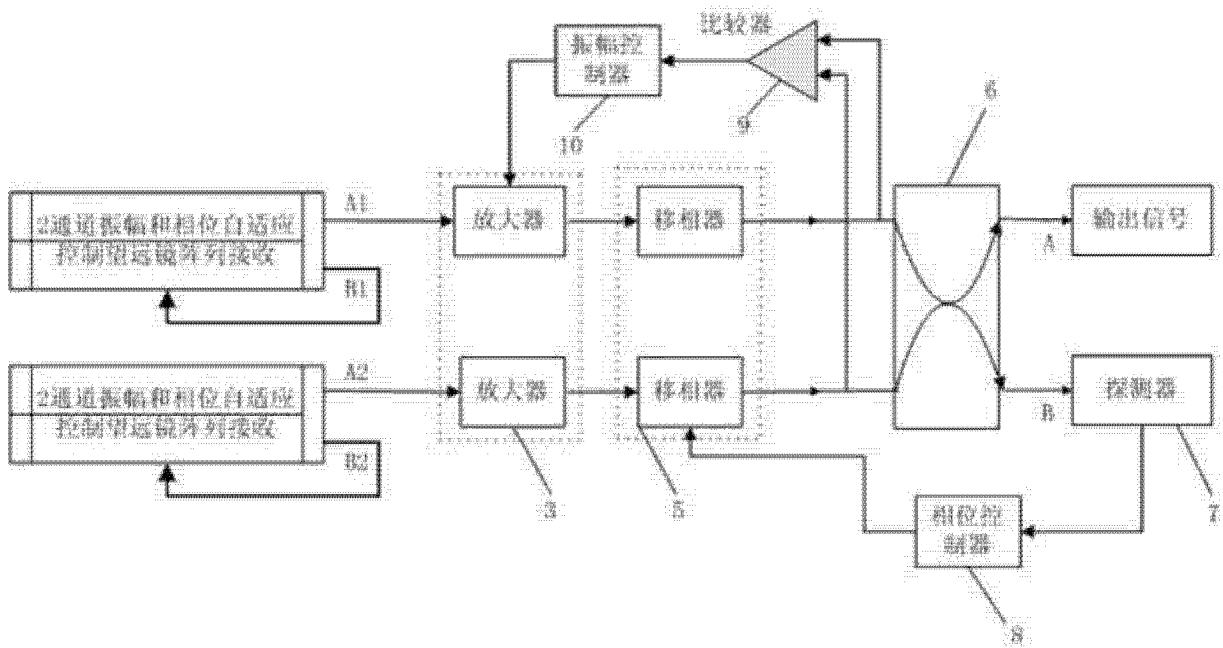 比较器
振幅控
制器
10
9
6
2通道振幅和相位自适应
控制望远镜阵列接收
A1
B1
放大器
移相器
A
输出信号
2通道振幅和相位自适应
控制望远镜阵列接收
A2
B2
放大器
移相器
B
探测器
3
5
相位控
制器
7
8